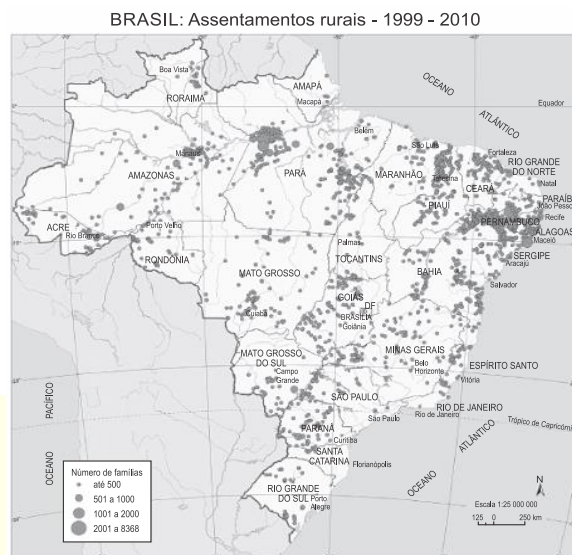 BRASIL: Assentamentos rurais - 1999 - 2010
Boa Vista
RORAIMA
AMAPÁ
Macapá
OCEANO
ATLÂNTICO
Equador
Manaus
Belém
São Luís
Fortaleza
AMAZONAS
PARÁ
MARANHÃO
Teresina
CEARÁ
RIO GRANDE
DO NORTE
Natal
PARAÍB
João Pesso
PIAUÍ
PERNAMBUCO
Recife
ACRE
Rio Branco
Porto Velho
ALAGOAS
Maceió
RONDÔNIA
Palmas
TOCANTINS
SERGIPE
Aracajú
MATO GROSSO
BAHIA
Salvador
Cuiabá
GOIÁS
DF
BRASÍLIA
Goiânia
MINAS GERAIS
MATO GROSSO
DO SUL
Campo
Grande
Belo
Horizonte
ESPÍRITO SANTO
Vitória
PACÍFICO
OCEANO
SÃO PAULO
São Paulo
RIO DE JANEIRO
Rio de Janeiro
Trópico de Capricórni
ATLÂNTICO
OCEANO
PARANÁ
Curitiba
SANTA
CATARINA
Florianópolis
RIO GRANDE
DO SUL
Porto
Alegre
Número de famílias
até 500
501 a 1000
1001 a 2000
2001 a 8368
N
Escala 1:25 000 000
125 0 250 km